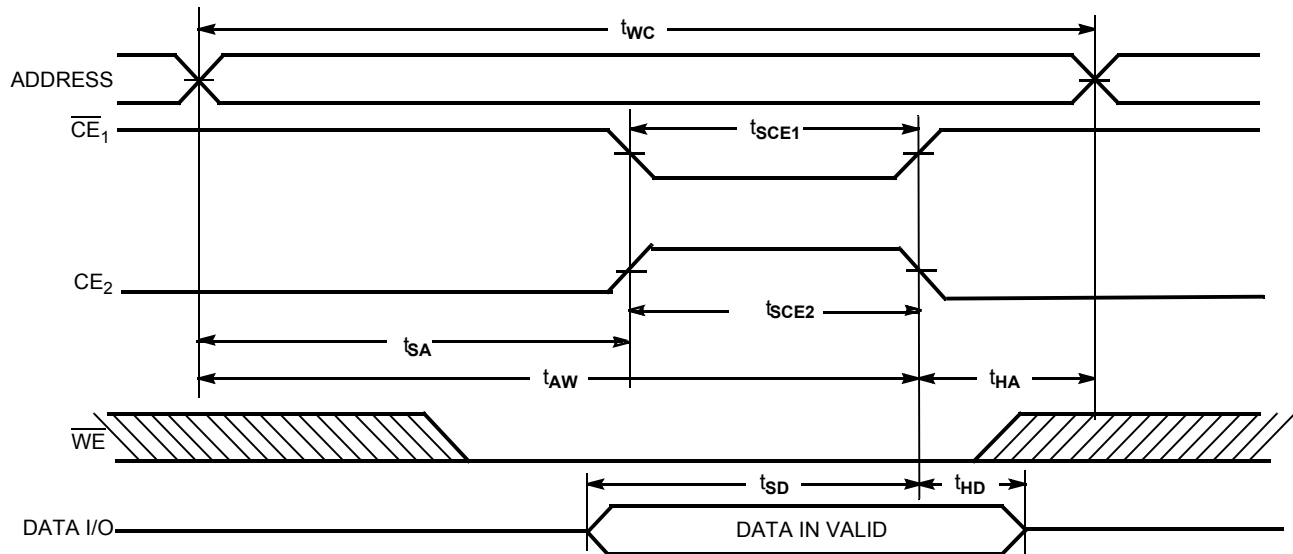 tWC
ADDRESS
CE1
tSCE1
CE2
tSCE2
tSA
tAW
tHA
WE
tSD
tHD
DATA I/O
DATA IN VALID